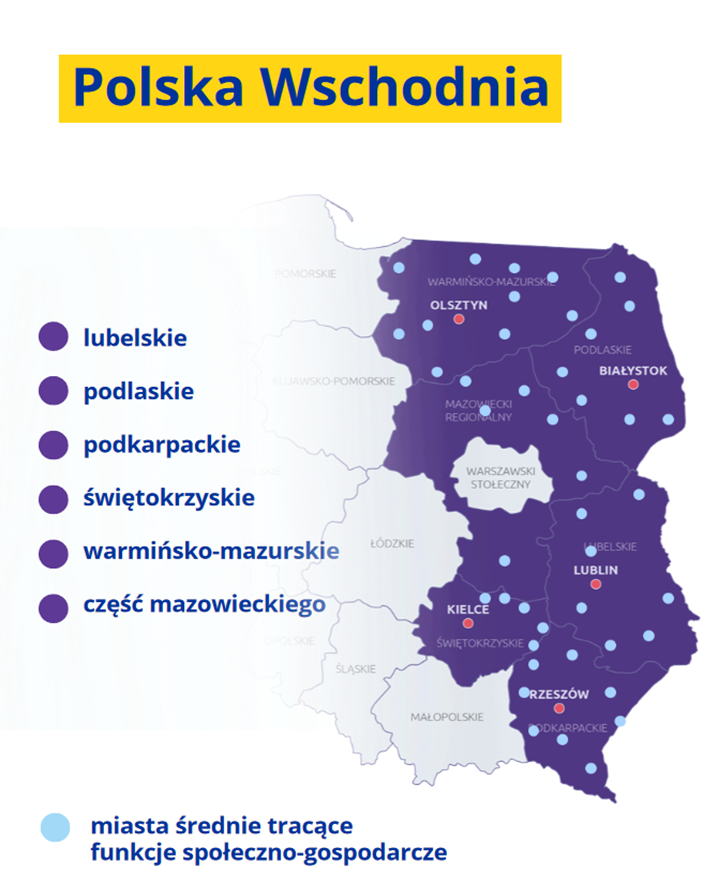 Polska Wschodnia
POMORSKIE
WARMIŃSKO-MAZURSKIE
OLSZTYN
lubelskie
PODLASKIE
BIAŁYSTOK
KUJAWSKO-POMORSKIE
podlaskie
MAZOWIECKI
REGIONALNY
podkarpackie
WARSZAWSKI
STOŁECZNY
świętokrzyskie
ŁÓDZKIE
LUBELSKIE
warmińsko-mazurskie
LUBLIN
część mazowieckiego
KIELCE
ŚWIĘTOKRZYSKIE
OPOLSKIE
ŚLĄSKIE
RZESZÓW
MAŁOPOLSKIE
PODKARPACKIE
miasta średnie tracące
funkcje społeczno-gospodarcze